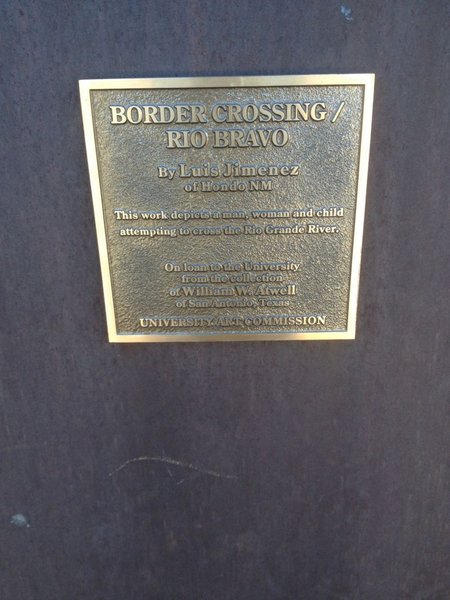 BORDER CROSSING /
RIO BRAVO
By Luis Jimenez
of Hondo NM
This work depicts a man, woman and child
attempting to cross the Rio Grande River.
On loan to the University
from the collection
of William W. Atwell
of San Antonio, Texas
UNIVERSITY ART COMMISSION